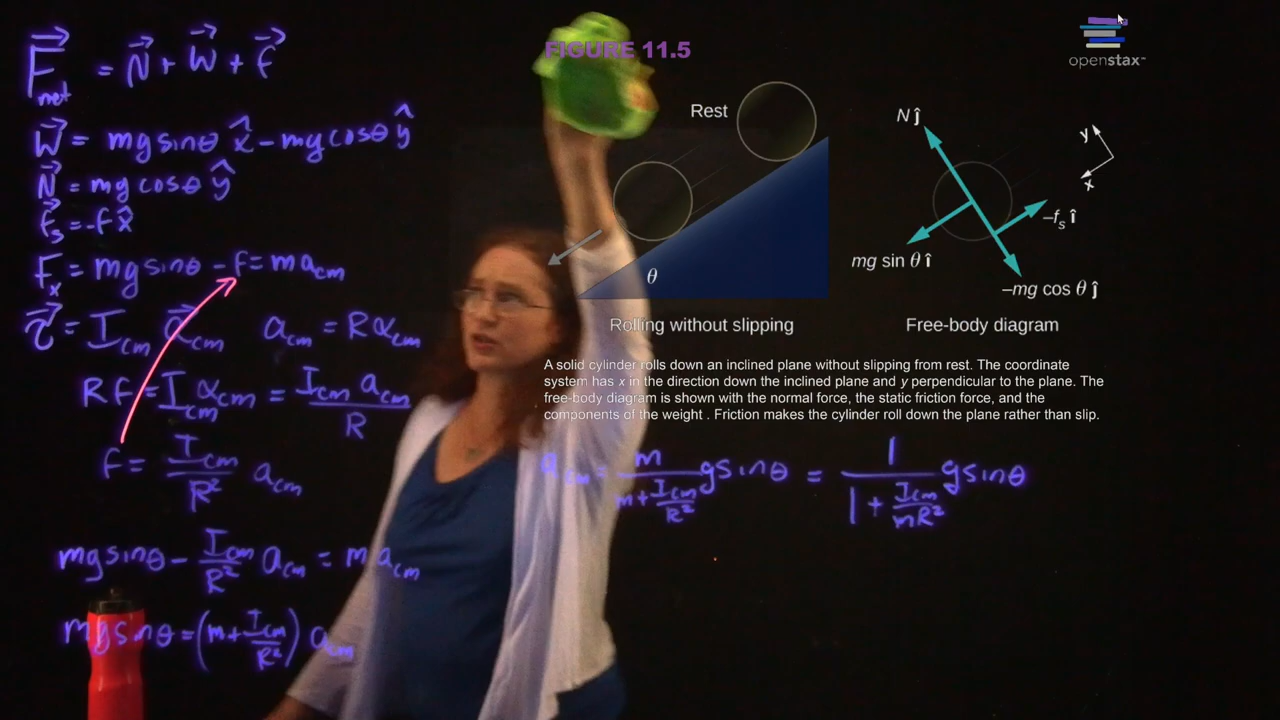 F⃗net = N⃗ + W⃗ + f⃗
W⃗ = mg sinθ x̂ − mg cosθ ŷ
N⃗ = mg cosθ ŷ
f⃗s = -f x̂
Fx = mg sinθ − f = m acm
τ⃗ = Icm α⃗cm acm = Rαcm
Rf = Icm αcm = Icm acm / R
f = Icm/R² acm
mg sinθ − Icm/R² acm = m acm
mg sinθ = (m + Icm/R²) acm
FIGURE 11.5
openstax™
Rest
θ
Rolling without slipping
N ĵ
y
x
−fs î
mg sin θ î
−mg cos θ ĵ
Free-body diagram
A solid cylinder rolls down an inclined plane without slipping from rest. The coordinate
system has x in the direction down the inclined plane and y perpendicular to the plane. The
free-body diagram is shown with the normal force, the static friction force, and the
components of the weight . Friction makes the cylinder roll down the plane rather than slip.
acm = m/(m + Icm/R²) g sinθ = 1/(1 + Icm/mR²) g sinθ